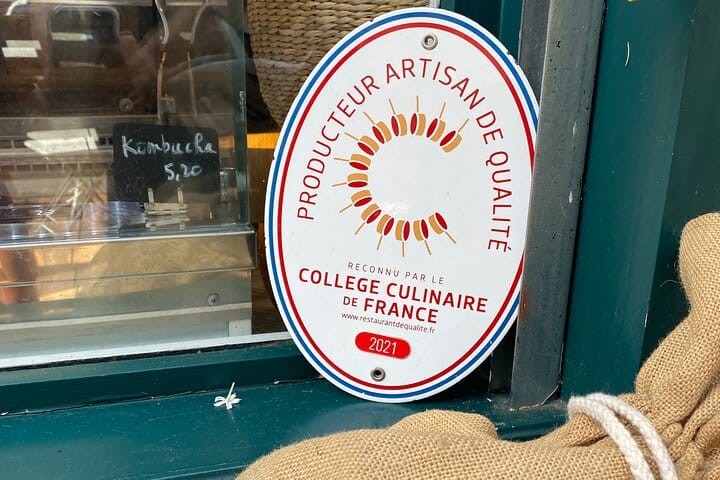 Kombucha
5,20
PRODUCTEUR ARTISAN DE QUALITÉ
RECONNU PAR LE
COLLEGE CULINAIRE
DE FRANCE
www.restaurantdequalite.fr
2021